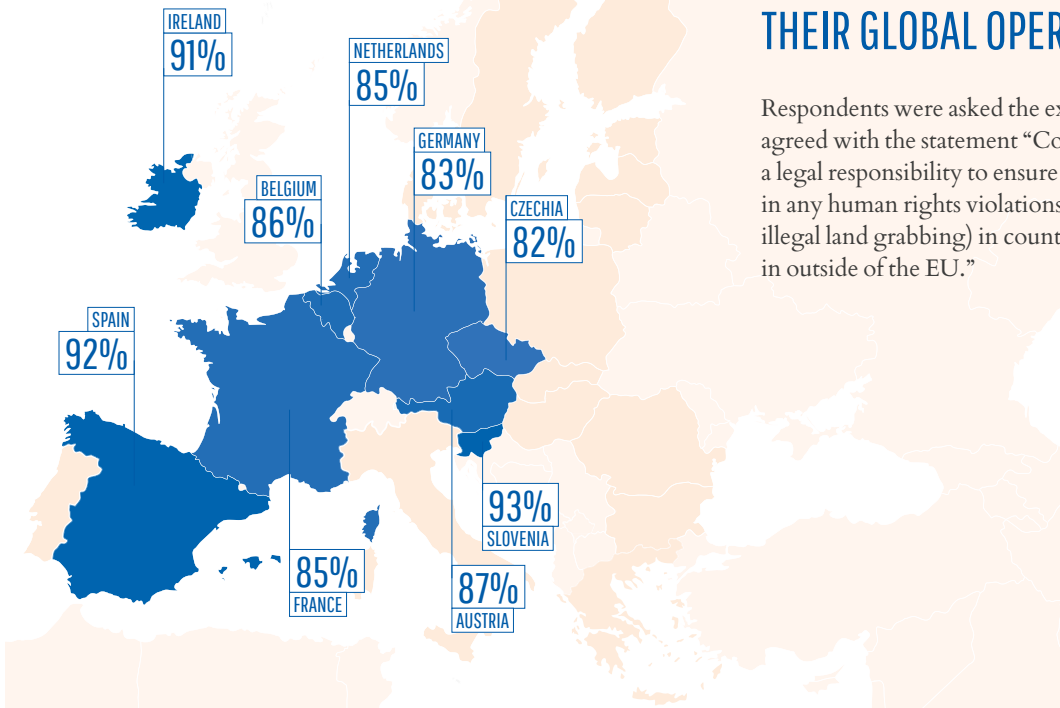 THEIR GLOBAL OPER
Respondents were asked the ex
agreed with the statement “Co
a legal responsibility to ensure
in any human rights violations
illegal land grabbing) in count
in outside of the EU.”
IRELAND
91%
NETHERLANDS
85%
GERMANY
83%
BELGIUM
86%
CZECHIA
82%
SPAIN
92%
93%
SLOVENIA
85%
FRANCE
87%
AUSTRIA